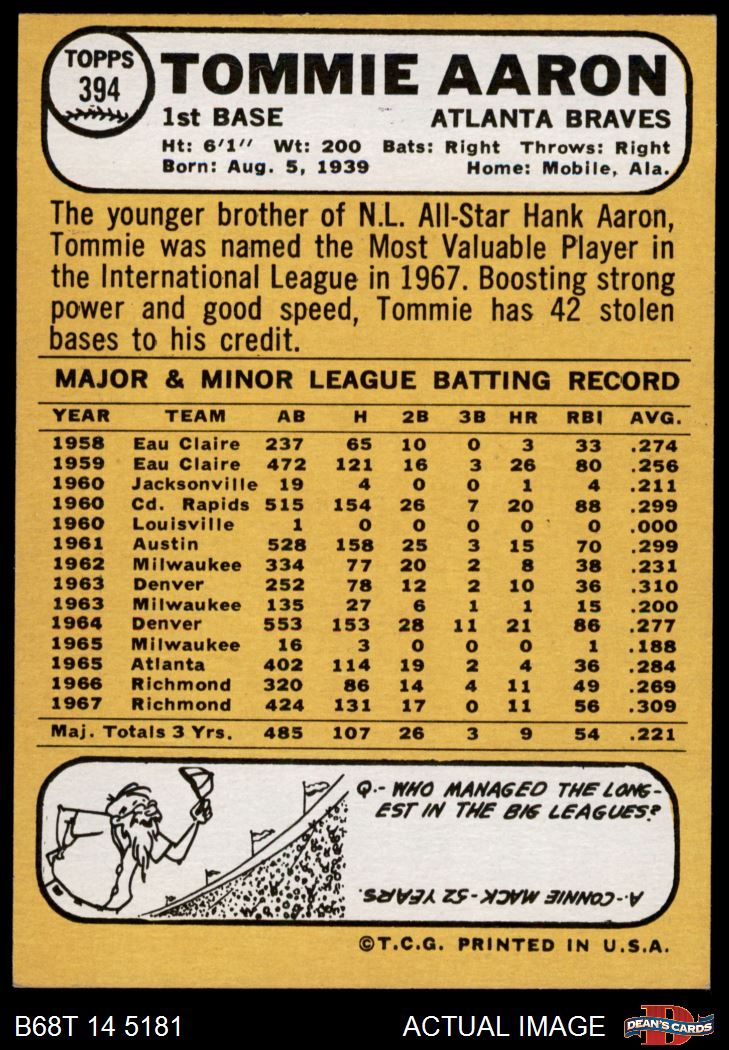 TOPPS
394
TOMMIE AARON
1st BASE ATLANTA BRAVES
Ht: 6'1" Wt: 200 Bats: Right Throws: Right
Born: Aug. 5, 1939 Home: Mobile, Ala.
The younger brother of N.L. All-Star Hank Aaron,
Tommie was named the Most Valuable Player in
the International League in 1967. Boosting strong
power and good speed, Tommie has 42 stolen
bases to his credit.
MAJOR & MINOR LEAGUE BATTING RECORD
YEAR TEAM AB H 2B 3B HR RBI AVG.
1958 Eau Claire 237 65 10 0 3 33 .274
1959 Eau Claire 472 121 16 3 26 80 .256
1960 Jacksonville 19 4 0 0 1 4 .211
1960 Cd. Rapids 515 154 26 7 20 88 .299
1960 Louisville 1 0 0 0 0 0 .000
1961 Austin 528 158 25 3 15 70 .299
1962 Milwaukee 334 77 20 2 8 38 .231
1963 Denver 252 78 12 2 10 36 .310
1963 Milwaukee 135 27 6 1 1 15 .200
1964 Denver 553 153 28 11 21 86 .277
1965 Milwaukee 16 3 0 0 0 1 .188
1965 Atlanta 402 114 19 2 4 36 .284
1966 Richmond 320 86 14 4 11 49 .269
1967 Richmond 424 131 17 0 11 56 .309
Maj. Totals 3 Yrs. 485 107 26 3 9 54 .221
Q.- WHO MANAGED THE LONG-
EST IN THE BIG LEAGUES?
A.-CONNIE MACK-52 YEARS.
©T.C.G. PRINTED IN U.S.A.
B68T 14 5181 ACTUAL IMAGE
D
DEAN'S CARDS